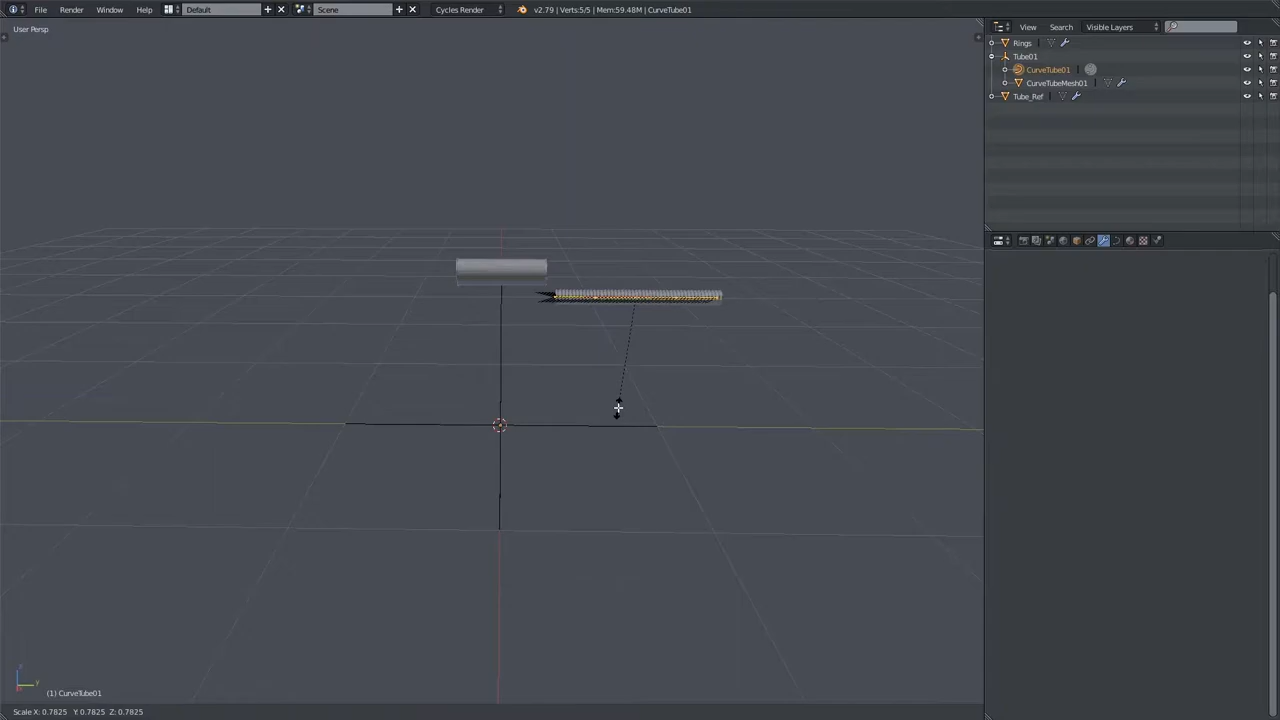 File Render Window Help Default Scene Cycles Render v2.79 | Verts:5/5 | Mem:59.48M | CurveTube01
User Persp
View Search Visible Layers
Rings
Tube01
CurveTube01
CurveTubeMesh01
Tube_Ref
(1) CurveTube01
Scale X: 0.7825 Y: 0.7825 Z: 0.7825